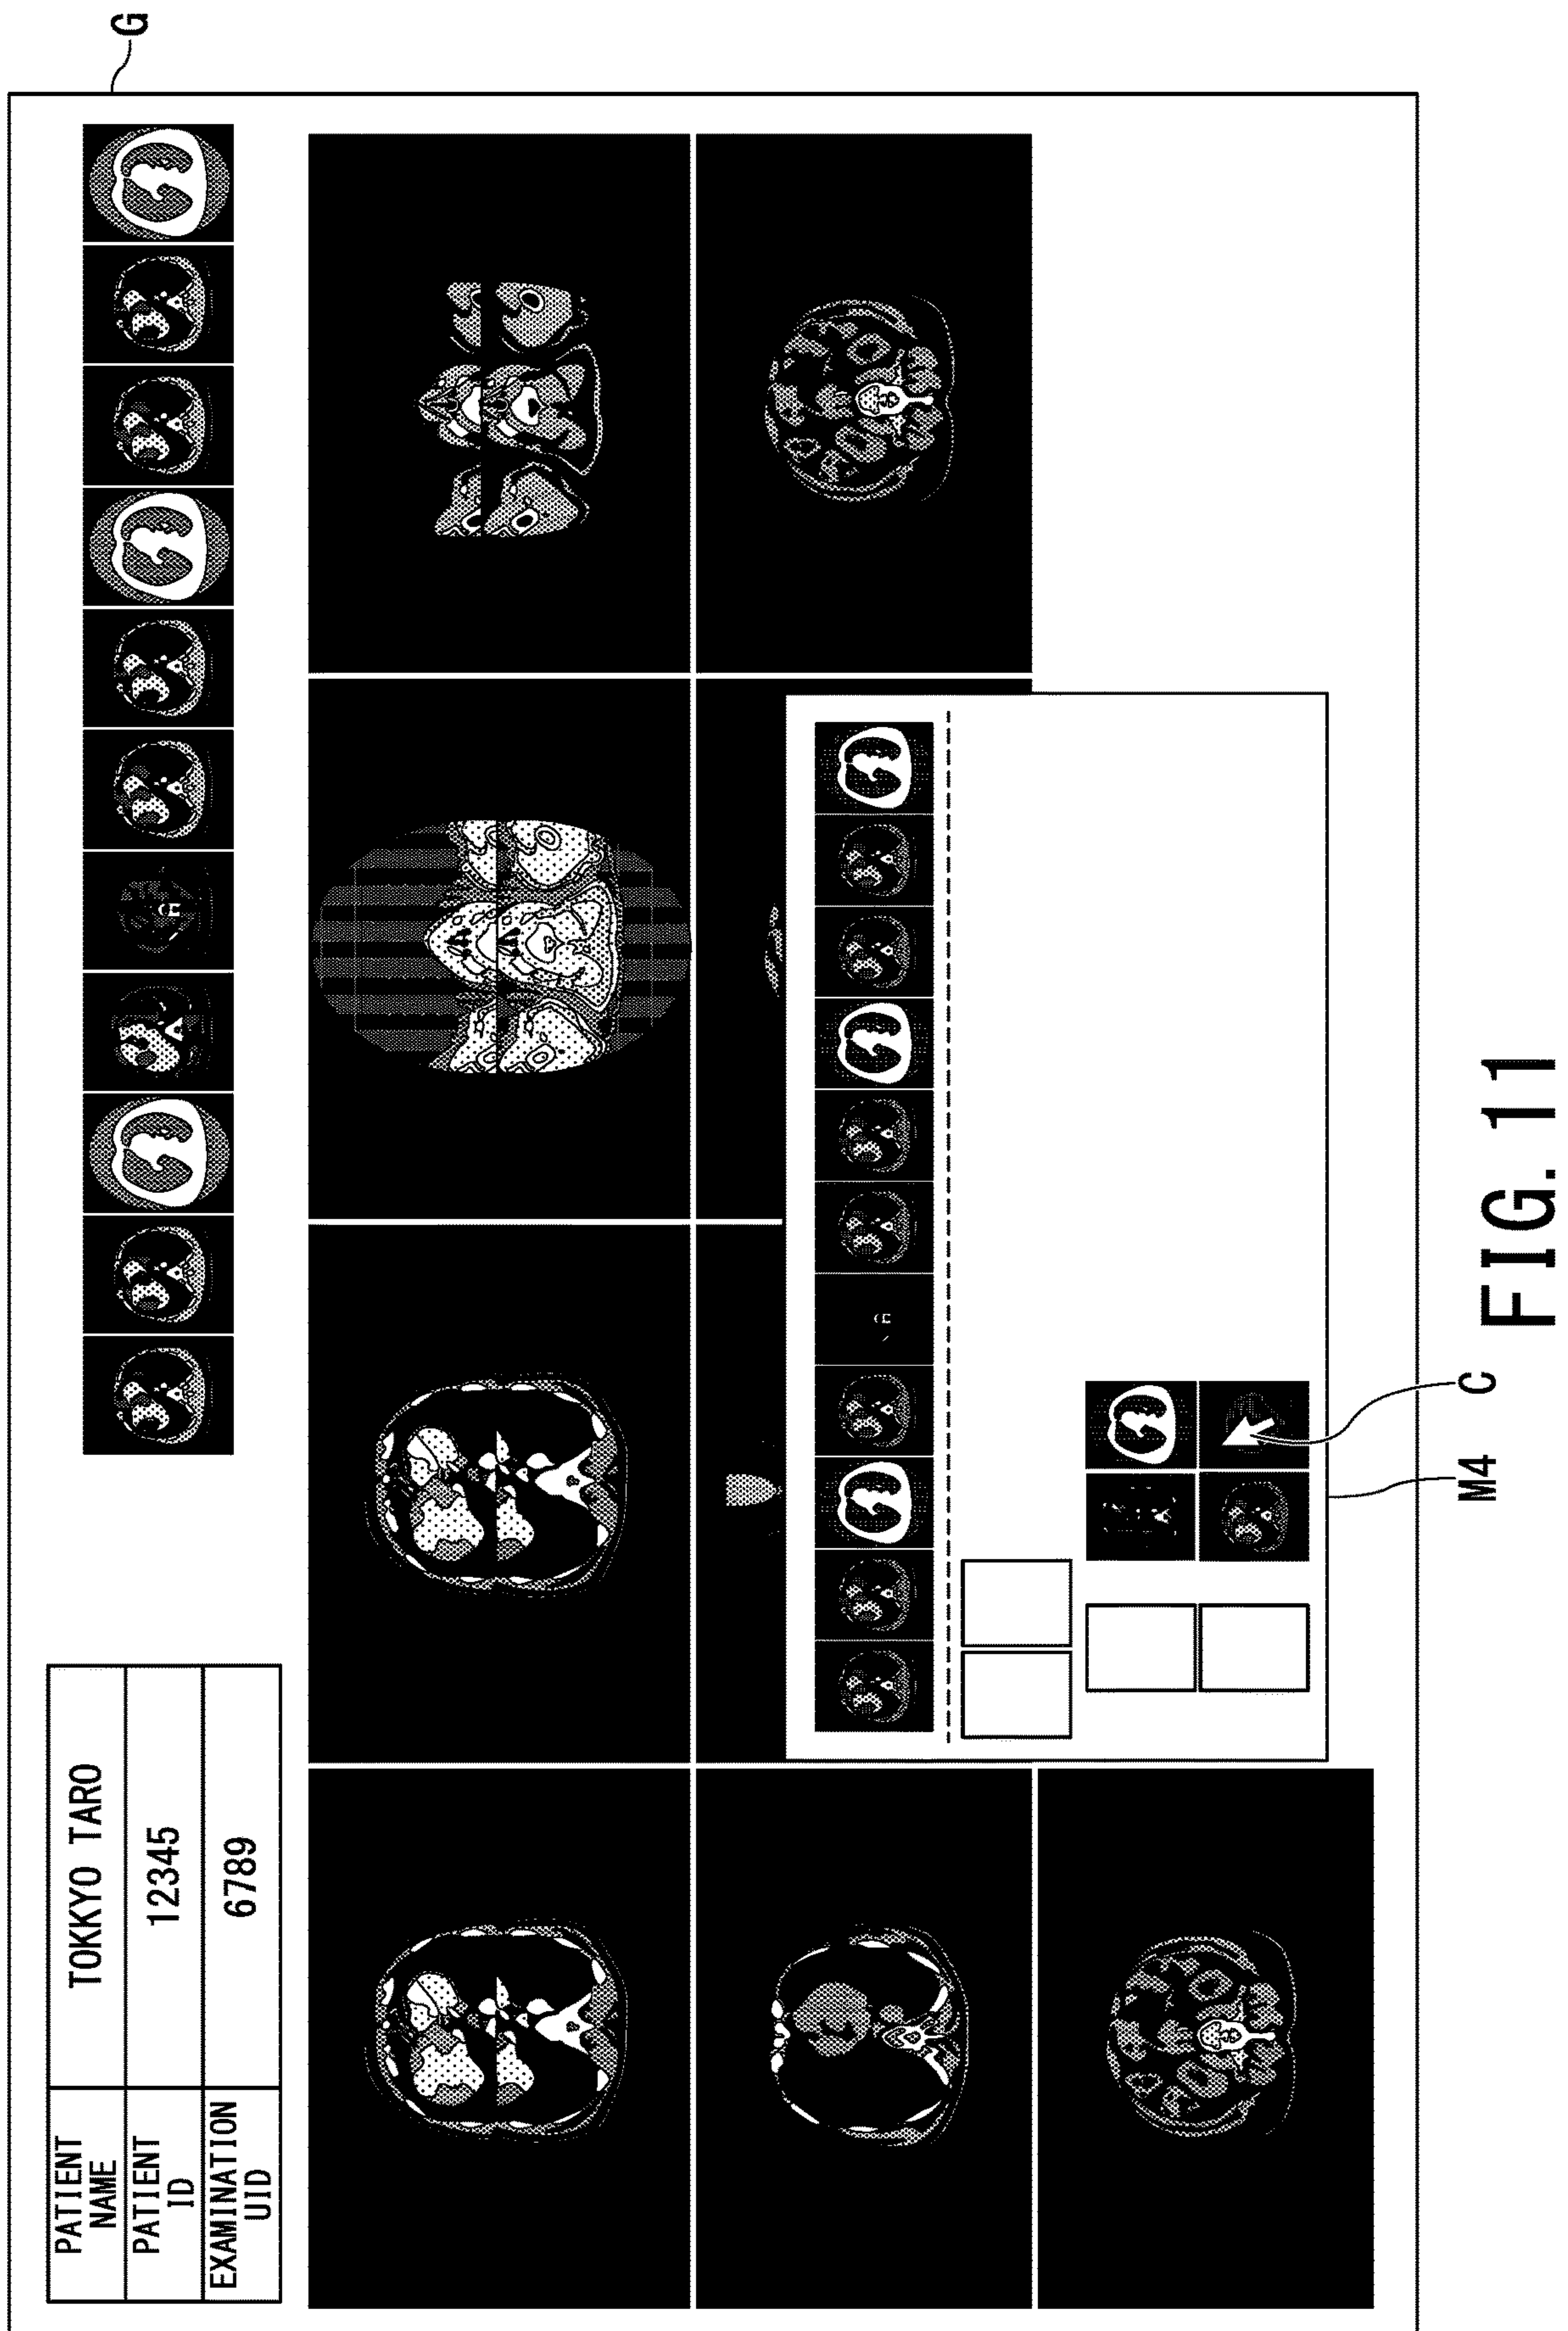 G
PATIENT
NAME
TOKKYO TARO
PATIENT
ID
12345
EXAMINATION
UID
6789
M4
C
FIG. 11